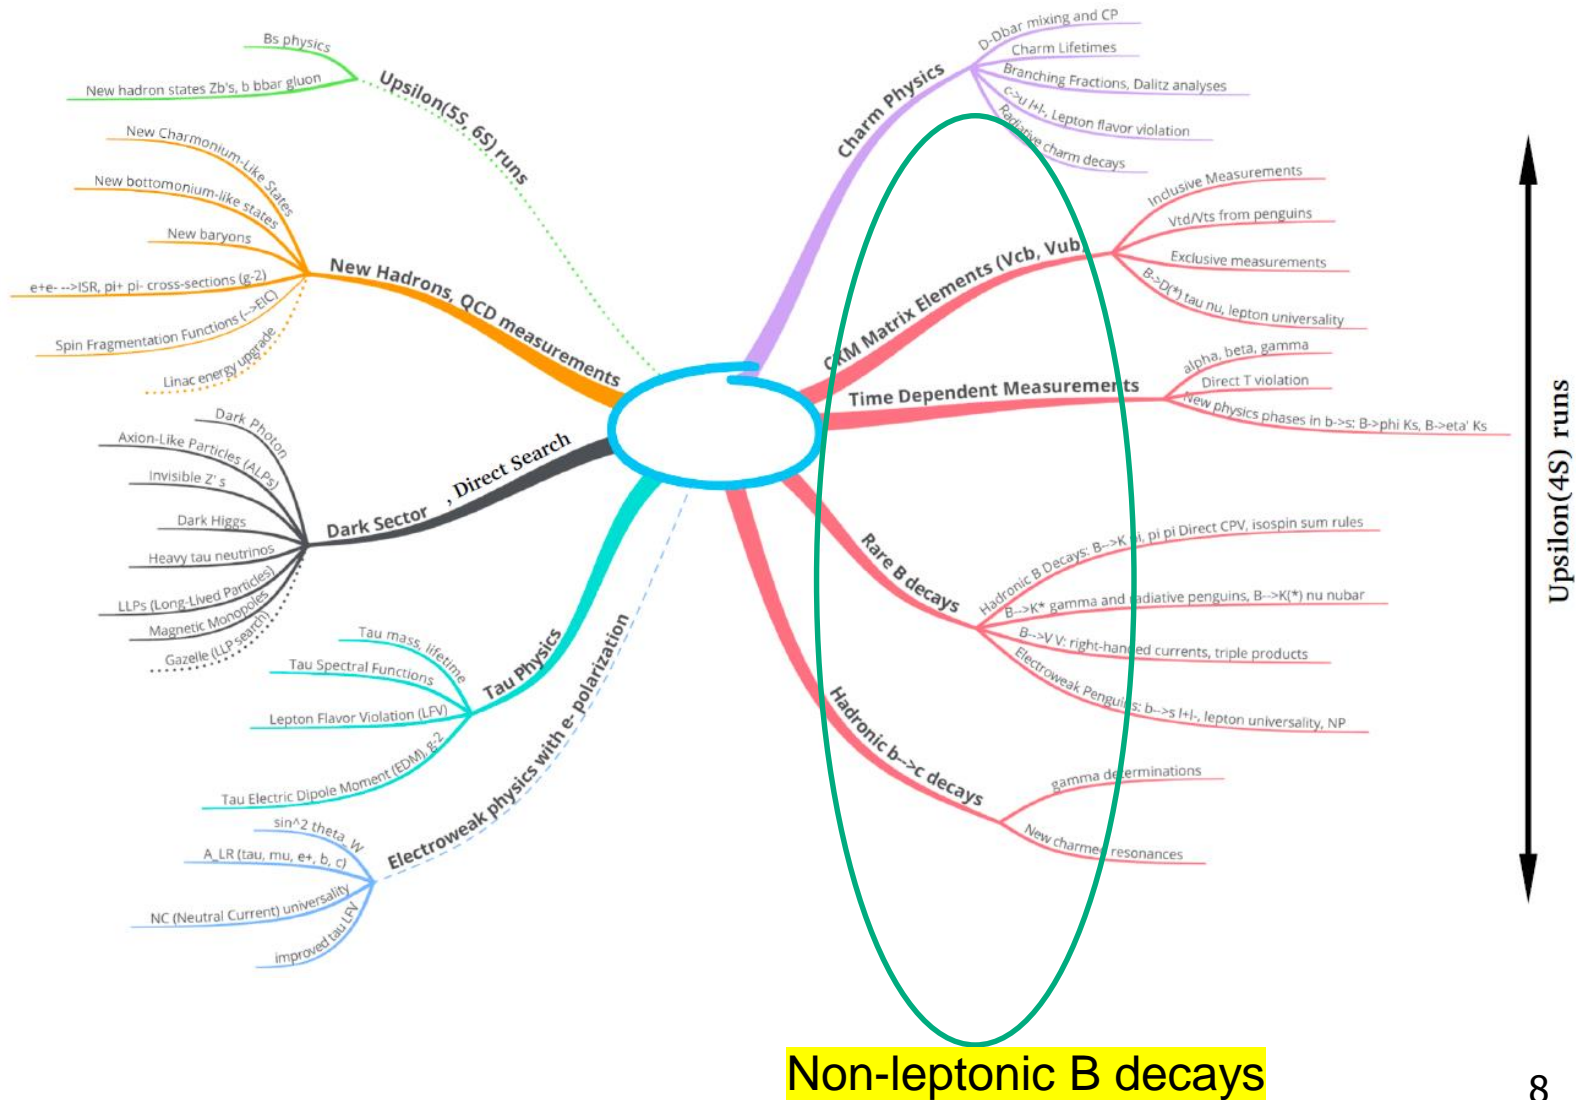 Bs physics
New hadron states Zb's, b bbar gluon
Upsilon(5S, 6S) runs
New Charmonium-Like States
New bottomonium-like states
New baryons
e+e- -->ISR, pi+ pi- cross-sections (g-2)
Spin Fragmentation Functions (-->EIC)
Linac energy upgrade
New Hadrons, QCD measurements
Dark Photon
Axion-Like Particles (ALPs)
Invisible Z' s
Dark Higgs
Heavy tau neutrinos
LLPs (Long-Lived Particles)
Magnetic Monopoles
Gazelle (LLP search)
Dark Sector , Direct Search
Tau mass, lifetime
Tau Spectral Functions
Lepton Flavor Violation (LFV)
Tau Electric Dipole Moment (EDM), g-2
Tau Physics
sin^2 theta_W
A_LR (tau, mu, e+, b, c)
NC (Neutral Current) universality
improved tau LFV
Electroweak physics with e- polarization
Charm Physics
D-Dbar mixing and CP
Charm Lifetimes
Branching Fractions, Dalitz analyses
c->u l+l-, Lepton flavor violation
Radiative charm decays
CKM Matrix Elements (Vcb, Vub)
Inclusive Measurements
Vtd/Vts from penguins
Exclusive measurements
B->D(*) tau nu, lepton universality
Time Dependent Measurements
alpha, beta, gamma
Direct T violation
New physics phases in b->s: B->phi Ks, B->eta' Ks
Rare B decays
Hadronic B Decays: B-->K pi, pi pi Direct CPV, isospin sum rules
B-->K* gamma and radiative penguins, B-->K(*) nu nubar
B-->V V: right-handed currents, triple products
Electroweak Penguins: b-->s l+l-, lepton universality, NP
Hadronic b-->c decays
gamma determinations
New charmed resonances
Upsilon(4S) runs
Non-leptonic B decays
8